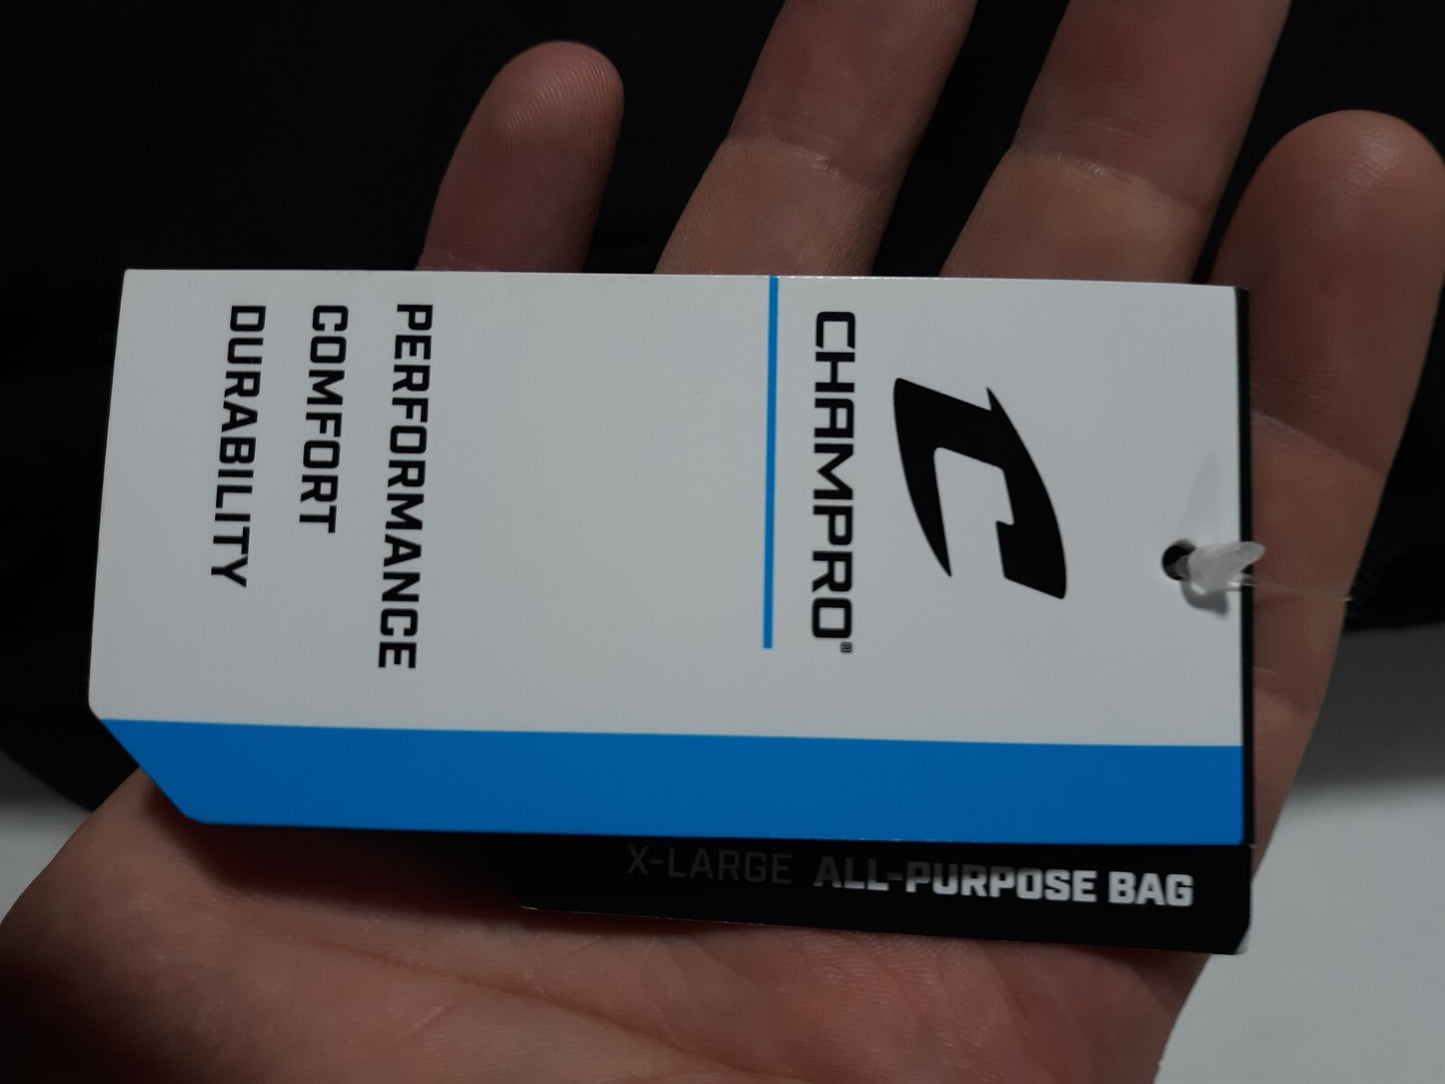 CHAMPRO®
PERFORMANCE
COMFORT
DURABILITY
X-LARGE ALL-PURPOSE BAG